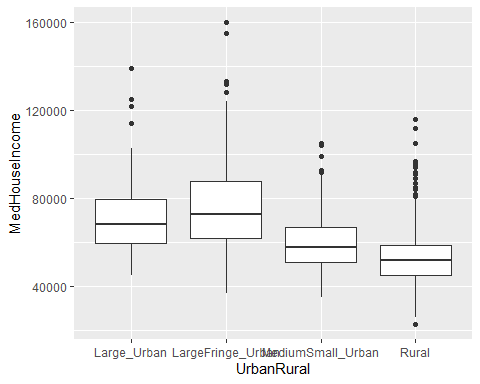 MedHouseIncome
160000
120000
80000
40000
Large_Urban LargeFringe_Urban MediumSmall_Urban Rural
UrbanRural